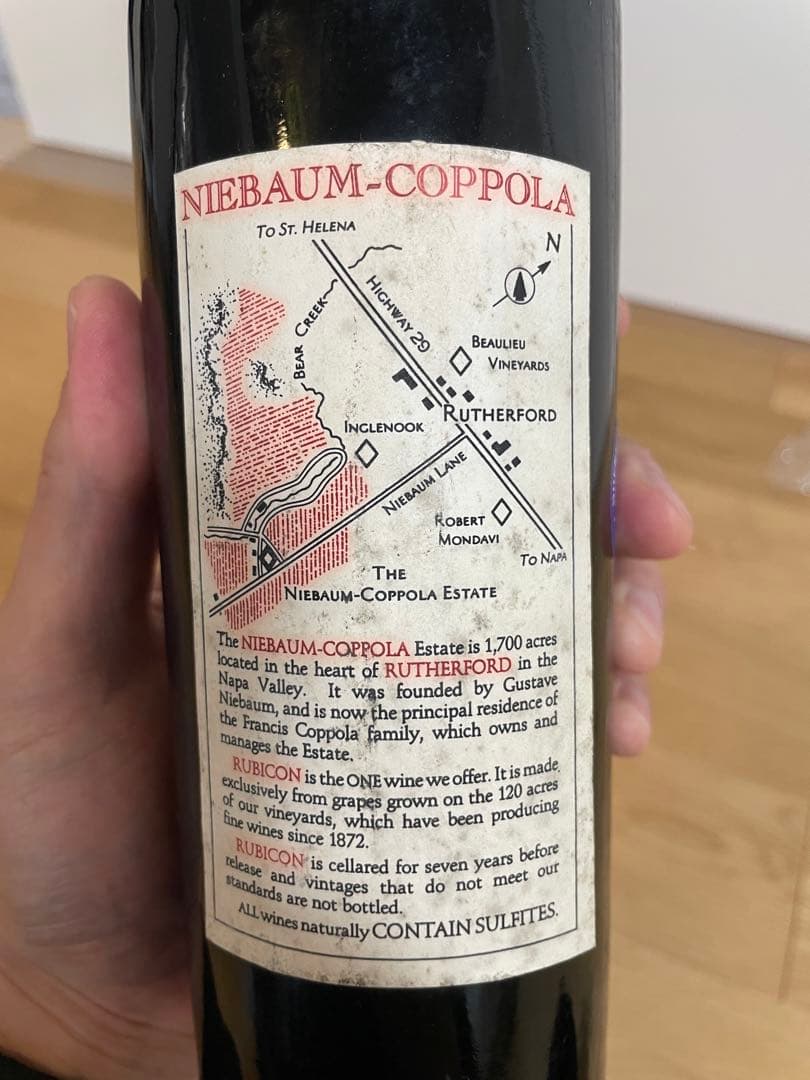 NIEBAUM-COPPOLA
TO ST. HELENA
N
HIGHWAY 29
BEAR CREEK
BEAULIEU
VINEYARDS
RUTHERFORD
INGLENOOK
NIEBAUM LANE
ROBERT
MONDAVI
TO NAPA
THE
NIEBAUM-COPPOLA ESTATE
The NIEBAUM-COPPOLA Estate is 1,700 acres
located in the heart of RUTHERFORD in the
Napa Valley. It was founded by Gustave
Niebaum, and is now the principal residence of
the Francis Coppola family, which owns and
manages the Estate.
RUBICON is the ONE wine we offer. It is made
exclusively from grapes grown on the 120 acres
of our vineyards, which have been producing
fine wines since 1872.
RUBICON is cellared for seven years before
release and vintages that do not meet our
standards are not bottled.
ALL wines naturally CONTAIN SULFITES.